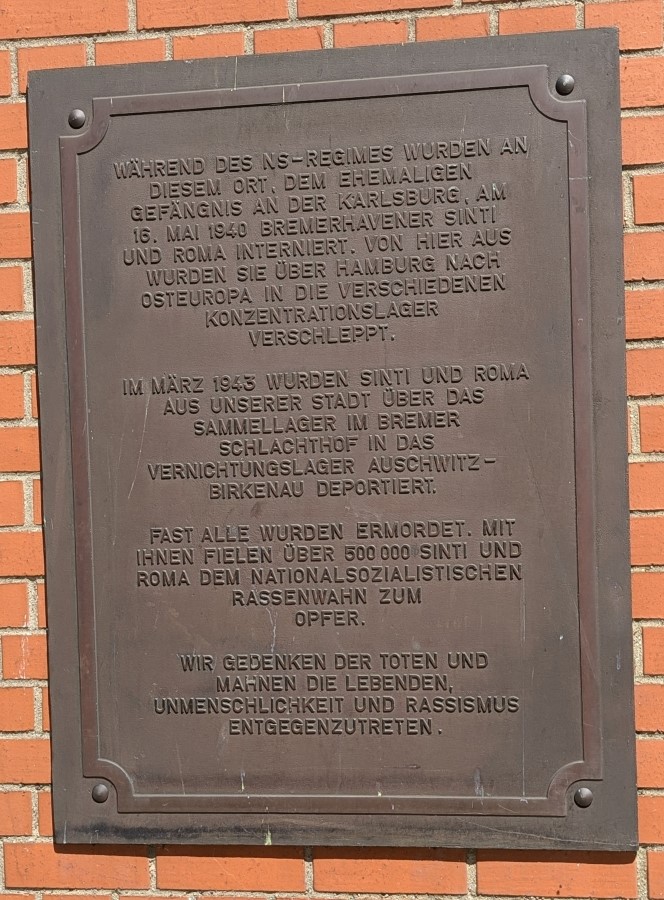 WÄHREND DES NS-REGIMES WURDEN AN
DIESEM ORT, DEM EHEMALIGEN
GEFÄNGNIS AN DER KARLSBURG, AM
16. MAI 1940 BREMERHAVENER SINTI
UND ROMA INTERNIERT. VON HIER AUS
WURDEN SIE ÜBER HAMBURG NACH
OSTEUROPA IN DIE VERSCHIEDENEN
KONZENTRATIONSLAGER
VERSCHLEPPT.
IM MÄRZ 1943 WURDEN SINTI UND ROMA
AUS UNSERER STADT ÜBER DAS
SAMMELLAGER IM BREMER
SCHLACHTHOF IN DAS
VERNICHTUNGSLAGER AUSCHWITZ-
BIRKENAU DEPORTIERT.
FAST ALLE WURDEN ERMORDET. MIT
IHNEN FIELEN ÜBER 500 000 SINTI UND
ROMA DEM NATIONALSOZIALISTISCHEN
RASSENWAHN ZUM
OPFER.
WIR GEDENKEN DER TOTEN UND
MAHNEN DIE LEBENDEN,
UNMENSCHLICHKEIT UND RASSISMUS
ENTGEGENZUTRETEN.